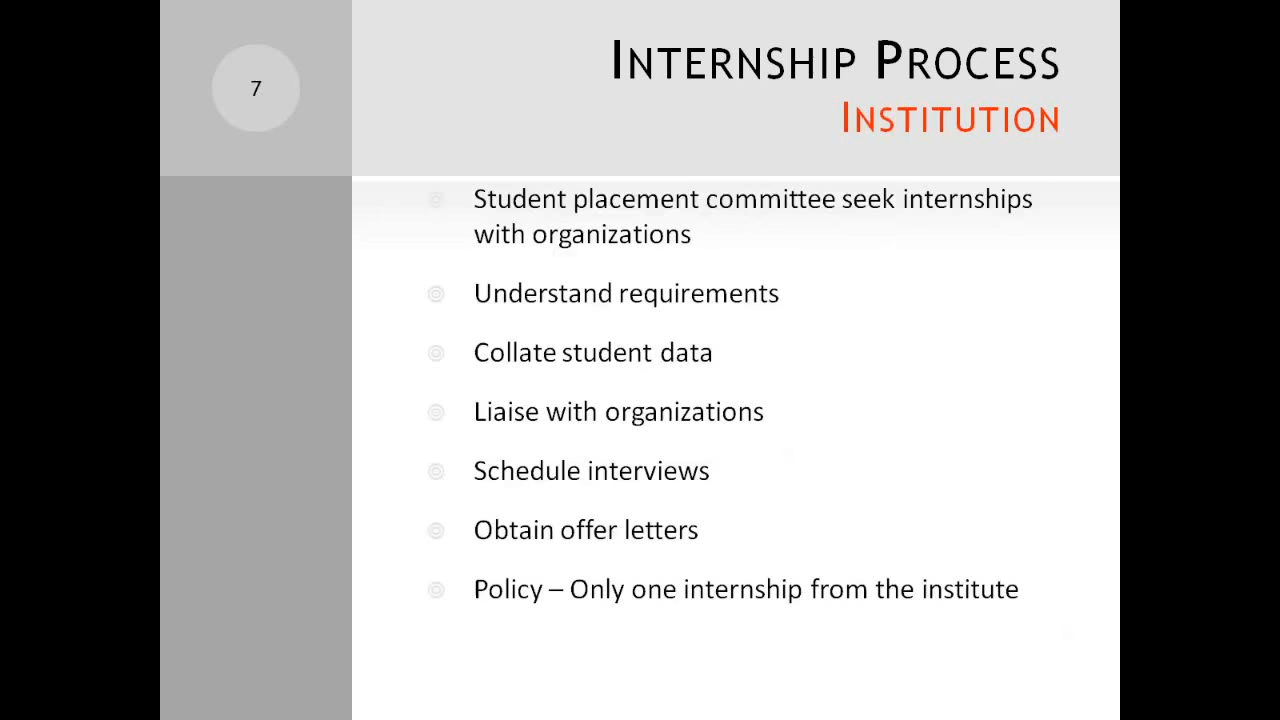 7
INTERNSHIP PROCESS
INSTITUTION
Student placement committee seek internships
with organizations
Understand requirements
Collate student data
Liaise with organizations
Schedule interviews
Obtain offer letters
Policy – Only one internship from the institute